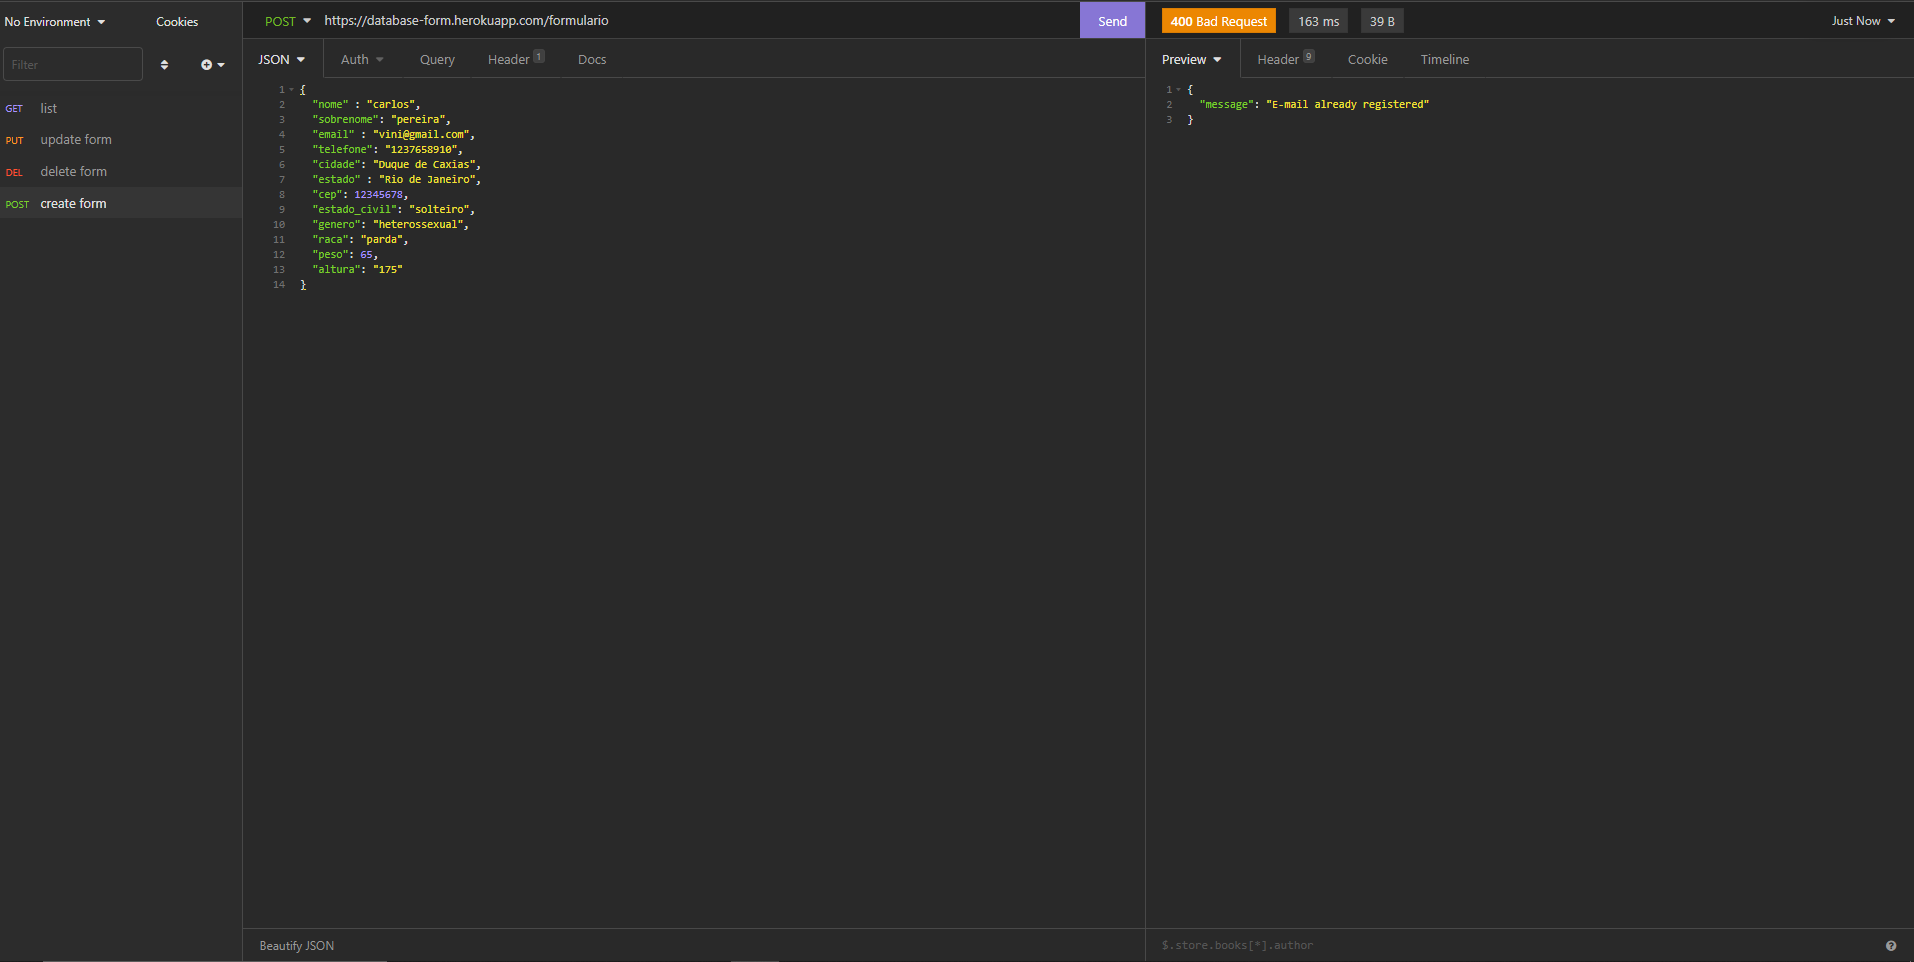 No Environment
Cookies
Filter
GET list
PUT update form
DEL delete form
POST create form
POST https://database-form.herokuapp.com/formulario
Send
JSON Auth Query Header 1 Docs
1 {
2 "nome" : "carlos",
3 "sobrenome": "pereira",
4 "email" : "vini@gmail.com",
5 "telefone": "1237658910",
6 "cidade": "Duque de Caxias",
7 "estado" : "Rio de Janeiro",
8 "cep": 12345678,
9 "estado_civil": "solteiro",
10 "genero": "heterossexual",
11 "raca": "parda",
12 "peso": 65,
13 "altura": "175"
14 }
Beautify JSON
400 Bad Request 163 ms 39 B Just Now
Preview Header 9 Cookie Timeline
1 {
2 "message": "E-mail already registered"
3 }
$.store.books[*].author